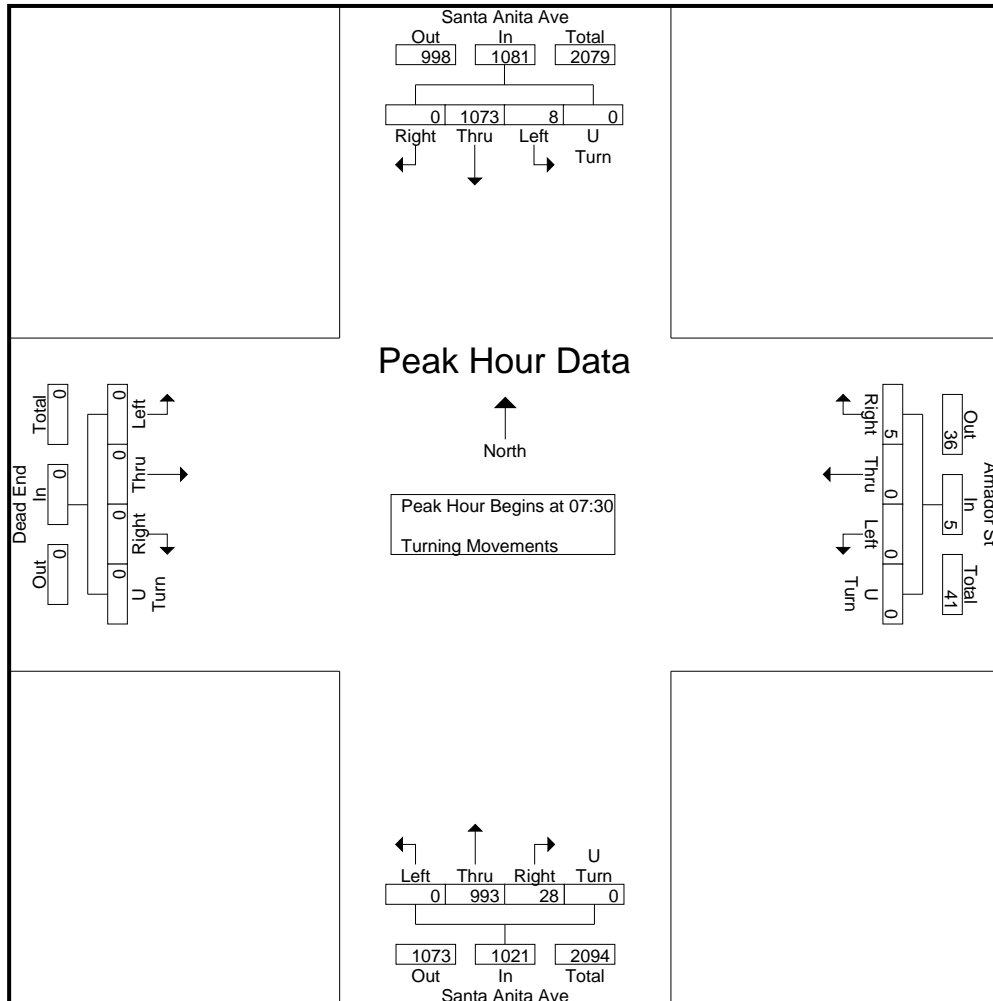 Santa Anita Ave
Out In Total
998 1081 2079
0 1073 8 0
Right Thru Left U Turn
Peak Hour Data
North
Peak Hour Begins at 07:30
Turning Movements
Dead End
Total In Out
0 0 0
0 0 0 0
Left Thru Right U Turn
Amador St
Out In Total
36 5 41
5 0 0 0
Right Thru Left U Turn
Left Thru Right U Turn
0 993 28 0
1073 1021 2094
Out In Total
Santa Anita Ave